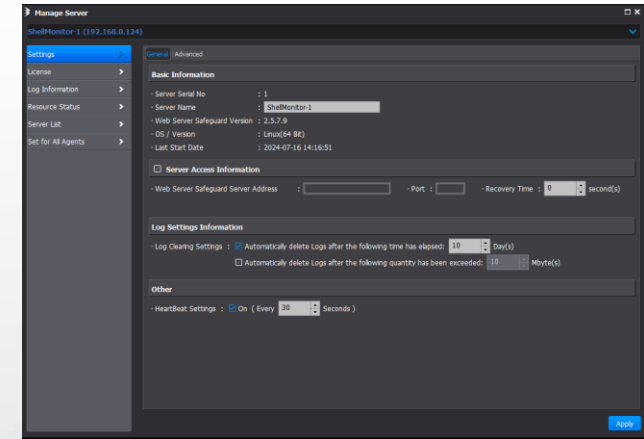 Manage Server
ShellMonitor-1 (192.168.0.124)
Settings
License
Log Information
Resource Status
Server List
Set for All Agents
General Advanced
Basic Information
· Server Serial No : 1
· Server Name : ShellMonitor-1
· Web Server Safeguard Version : 2.5.7.9
· OS / Version : Linux(64 Bit)
· Last Start Date : 2024-07-16 14:16:51
Server Access Information
· Web Server Safeguard Server Address : · Port : · Recovery Time : 0 second(s)
Log Settings Information
· Log Clearing Settings : Automatically delete Logs after the following time has elapsed: 10 Day(s)
Automatically delete Logs after the following quantity has been exceeded: 10 Mbyte(s)
Other
· HeartBeat Settings : On ( Every 30 Seconds )
Apply